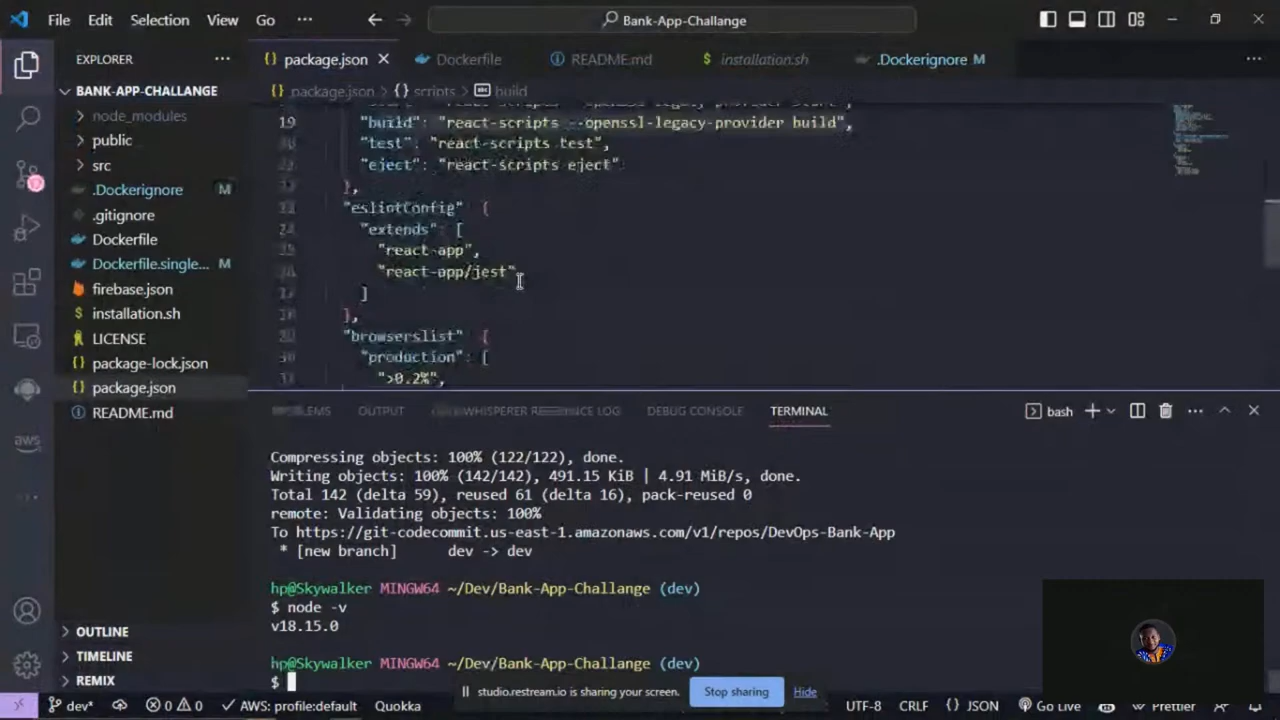 File Edit Selection View Go ··· Bank-App-Challange
EXPLORER ···
BANK-APP-CHALLANGE
node_modules
public
src
.Dockerignore M
.gitignore
Dockerfile
Dockerfile.single... M
firebase.json
installation.sh
LICENSE
package-lock.json
package.json
README.md
OUTLINE
TIMELINE
REMIX
aws
package.json Dockerfile README.md installation.sh .Dockerignore M
package.json > {} scripts > build
19 "build": "react-scripts --openssl-legacy-provider build",
"test": "react-scripts test",
"eject": "react-scripts eject"
},
"eslintConfig" {
"extends" [
"react-app",
"react-app/jest"
]
},
"browserslist" {
"production": [
">0.2%",
OUTPUT DEBUG CONSOLE TERMINAL bash
Compressing objects: 100% (122/122), done.
Writing objects: 100% (142/142), 491.15 KiB | 4.91 MiB/s, done.
Total 142 (delta 59), reused 61 (delta 16), pack-reused 0
remote: Validating objects: 100%
To https://git-codecommit.us-east-1.amazonaws.com/v1/repos/DevOps-Bank-App
* [new branch] dev -> dev
hp@Skywalker MINGW64 ~/Dev/Bank-App-Challange (dev)
$ node -v
v18.15.0
hp@Skywalker MINGW64 ~/Dev/Bank-App-Challange (dev)
$
studio.restream.io is sharing your screen. Stop sharing Hide
dev* 0 0 AWS: profile:default Quokka UTF-8 CRLF {} JSON Go Live Prettier